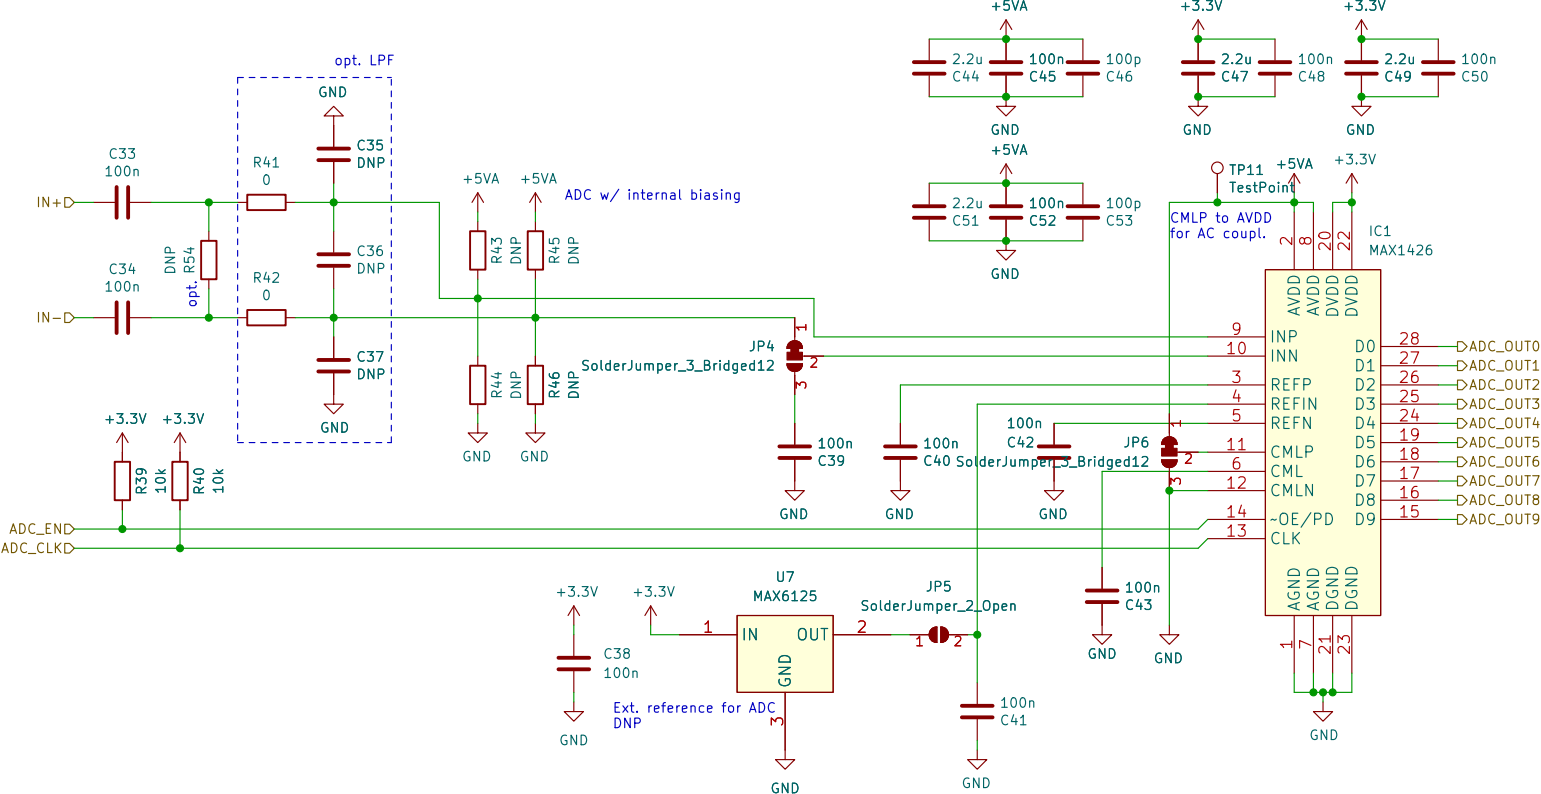 +5VA
+3.3V
+3.3V
2.2u
C44
100n
C45
100p
C46
2.2u
C47
100n
C48
2.2u
C49
100n
C50
GND
GND
GND
opt. LPF
GND
C35
DNP
C33
100n
R41
0
IN+
+5VA
+5VA
ADC w/ internal biasing
+5VA
2.2u
C51
100n
C52
100p
C53
GND
TP11
TestPoint
+5VA
+3.3V
CMLP to AVDD
for AC coupl.
IC1
MAX1426
2
8
20
22
AVDD
AVDD
DVDD
DVDD
DNP
R54
opt.
C36
DNP
R43
DNP
R45
DNP
C34
100n
R42
0
IN-
C37
DNP
GND
R44
DNP
R46
DNP
GND
GND
JP4
SolderJumper_3_Bridged12
1
2
3
100n
C39
GND
100n
C40
GND
100n
C42
GND
JP6
SolderJumper_3_Bridged12
1
2
3
9
INP
10
INN
3
REFP
4
REFIN
5
REFN
11
CMLP
6
CML
12
CMLN
14
~OE/PD
13
CLK
D0
28
ADC_OUT0
D1
27
ADC_OUT1
D2
26
ADC_OUT2
D3
25
ADC_OUT3
D4
24
ADC_OUT4
D5
19
ADC_OUT5
D6
18
ADC_OUT6
D7
17
ADC_OUT7
D8
16
ADC_OUT8
D9
15
ADC_OUT9
+3.3V
+3.3V
R39
10k
R40
10k
ADC_EN
ADC_CLK
AGND
AGND
DGND
DGND
1
7
21
23
GND
100n
C43
GND
GND
+3.3V
+3.3V
C38
100n
GND
U7
MAX6125
1
IN
OUT
2
GND
3
GND
Ext. reference for ADC
DNP
JP5
SolderJumper_2_Open
1
2
100n
C41
GND